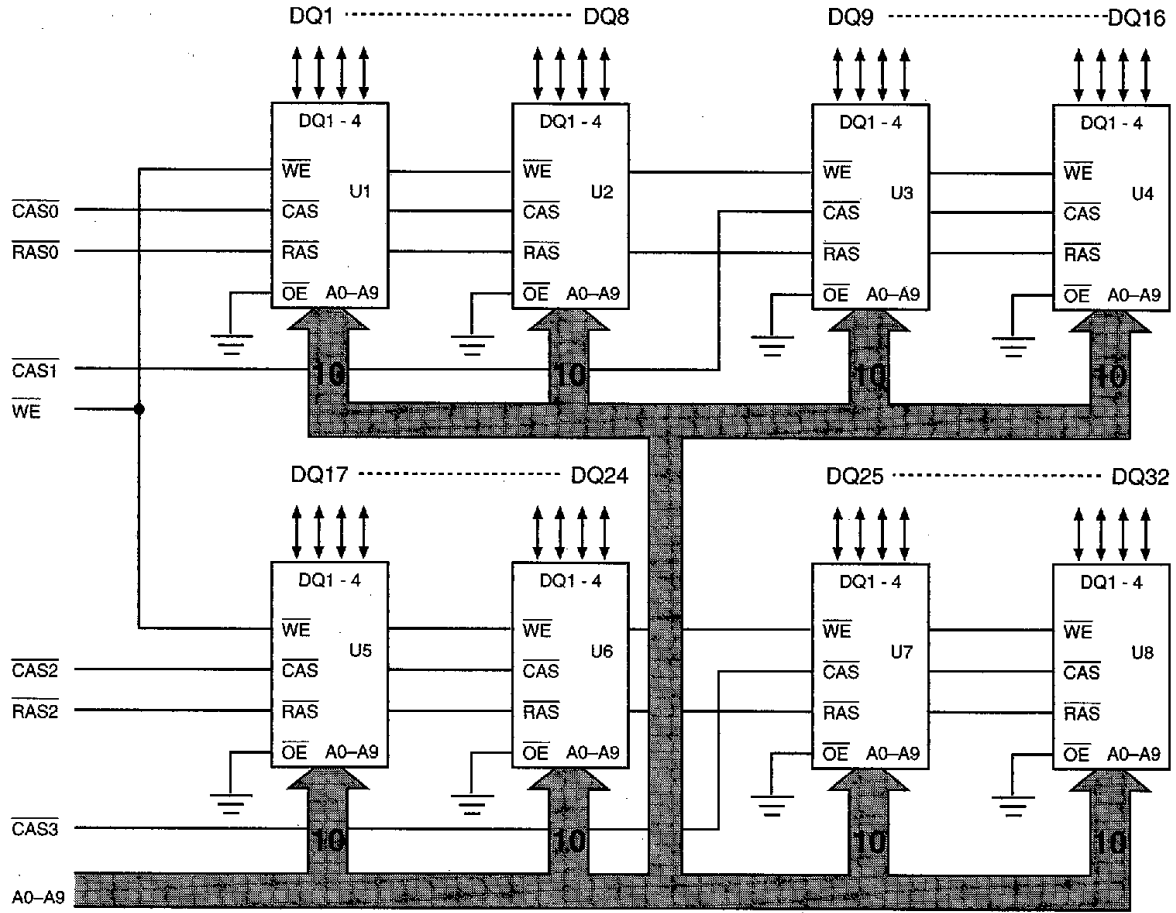 DQ1 DQ8 DQ9 DQ16
DQ1 - 4 DQ1 - 4 DQ1 - 4 DQ1 - 4
WE WE WE WE
U1 U2 U3 U4
CAS0 CAS CAS CAS CAS
RAS0 RAS RAS RAS RAS
OE A0–A9 OE A0–A9 OE A0–A9 OE A0–A9
CAS1 10 10 10 10
WE
DQ17 DQ24 DQ25 DQ32
DQ1 - 4 DQ1 - 4 DQ1 - 4 DQ1 - 4
WE WE WE WE
U5 U6 U7 U8
CAS2 CAS CAS CAS CAS
RAS2 RAS RAS RAS RAS
OE A0–A9 OE A0–A9 OE A0–A9 OE A0–A9
CAS3 10 10 10 10
A0–A9